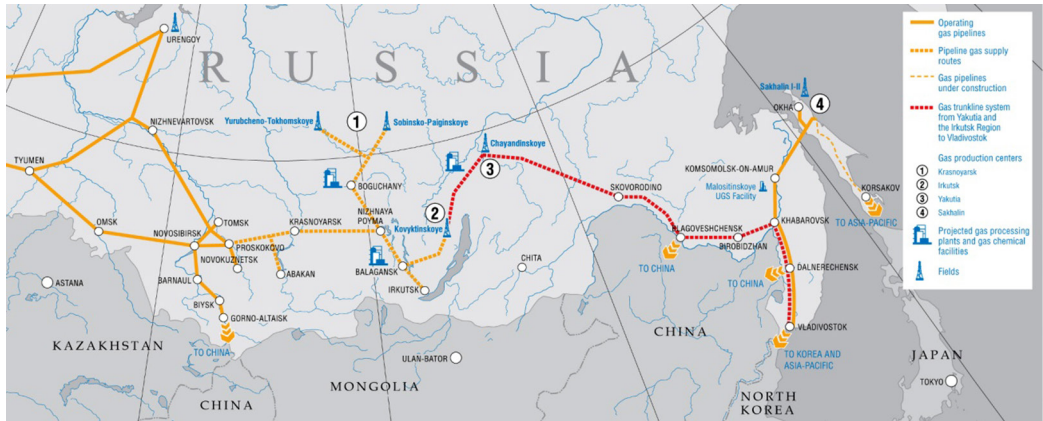 RUSSIA
URENGOY
NIZHNEVARTOVSK
TYUMEN
OMSK
TOMSK
NOVOSIBIRSK
PROSKOKOVO
NOVOKUZNETSK
BARNAUL
BIYSK
GORNO-ALTAISK
TO CHINA
ASTANA
KAZAKHSTAN
CHINA
Yurubcheno-Tokhomskoye
1
Sobinsko-Paiginskoye
BOGUCHANY
KRASNOYARSK
NIZHNAYA
POYMA
ABAKAN
2
Kovyktinskoye
BALAGANSK
IRKUTSK
ULAN-BATOR
MONGOLIA
Chayandinskoye
3
CHITA
SKOVORODINO
BLAGOVESHCHENSK
TO CHINA
BIROBIDZHAN
CHINA
Sakhalin I-II
OKHA
4
KOMSOMOLSK-ON-AMUR
Malositinskoye
UGS Facility
KHABAROVSK
KORSAKOV
TO ASIA-PACIFIC
DALNERECHENSK
TO CHINA
VLADIVOSTOK
TO KOREA AND
ASIA-PACIFIC
NORTH
KOREA
JAPAN
TOKYO
Operating
gas pipelines
Pipeline gas supply
routes
Gas pipelines
under construction
Gas trunkline system
from Yakutia and
the Irkutsk Region
to Vladivostok
Gas production centers
1 Krasnoyarsk
2 Irkutsk
3 Yakutia
4 Sakhalin
Projected gas processing
plants and gas chemical
facilities
Fields